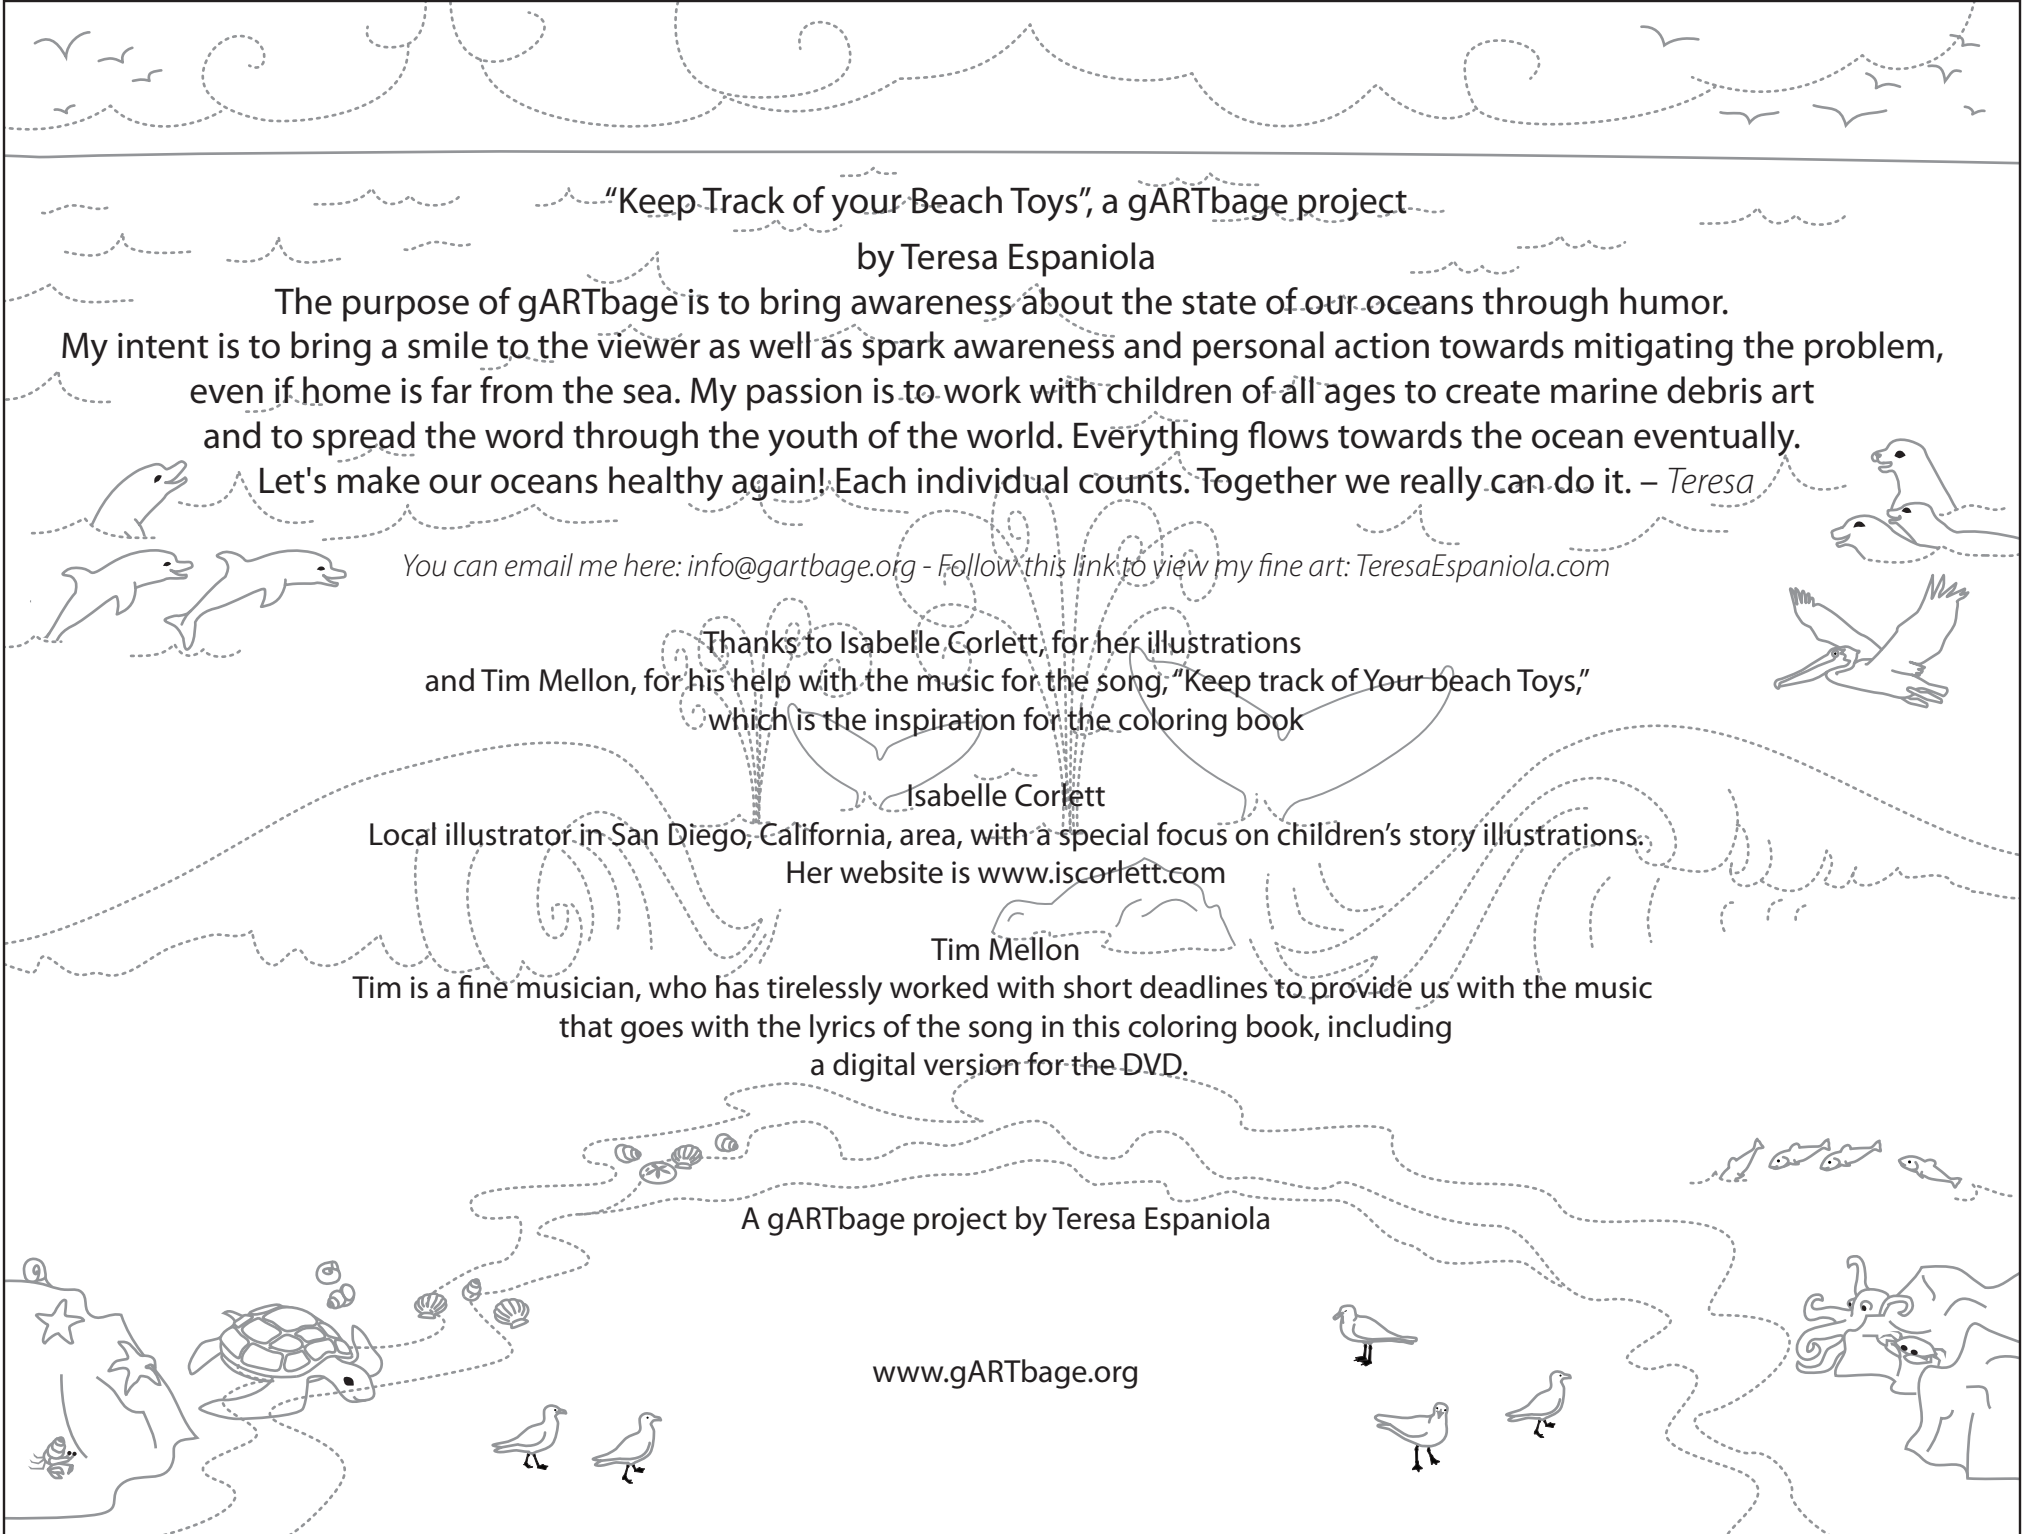 “Keep Track of your Beach Toys”, a gARTbage project
by Teresa Espaniola
The purpose of gARTbage is to bring awareness about the state of our oceans through humor.
My intent is to bring a smile to the viewer as well as spark awareness and personal action towards mitigating the problem,
even if home is far from the sea. My passion is to work with children of all ages to create marine debris art
and to spread the word through the youth of the world. Everything flows towards the ocean eventually.
Let's make our oceans healthy again! Each individual counts. Together we really can do it. – Teresa
You can email me here: info@gartbage.org - Follow this link to view my fine art: TeresaEspaniola.com
Thanks to Isabelle Corlett, for her illustrations
and Tim Mellon, for his help with the music for the song, “Keep track of Your beach Toys,”
which is the inspiration for the coloring book
Isabelle Corlett
Local illustrator in San Diego, California, area, with a special focus on children’s story illustrations.
Her website is www.iscorlett.com
Tim Mellon
Tim is a fine musician, who has tirelessly worked with short deadlines to provide us with the music
that goes with the lyrics of the song in this coloring book, including
a digital version for the DVD.
A gARTbage project by Teresa Espaniola
www.gARTbage.org